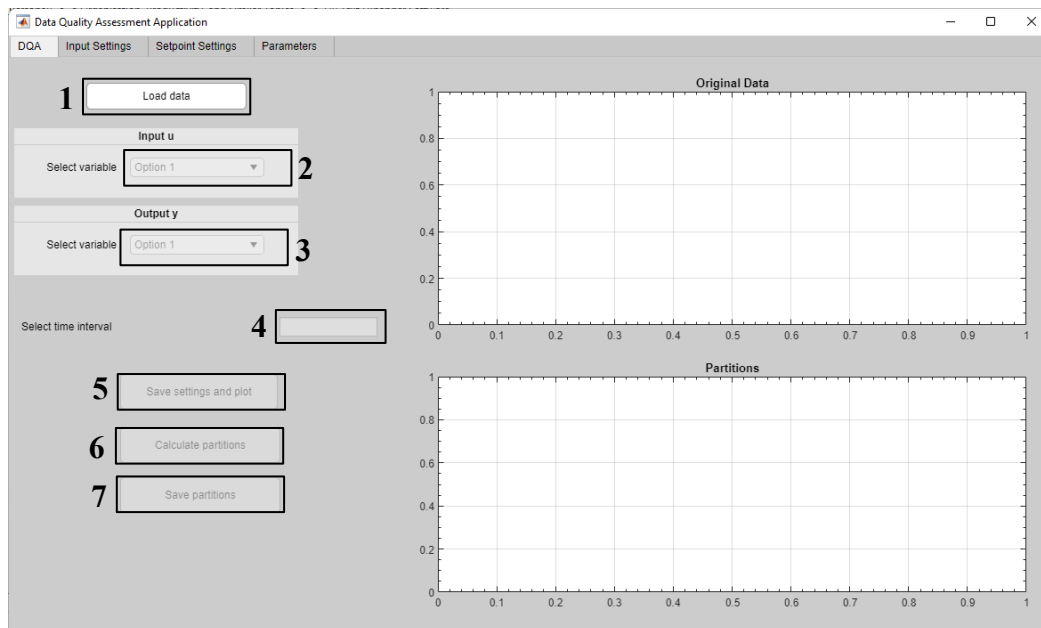 Data Quality Assessment Application
DQA Input Settings Setpoint Settings Parameters
1 Load data
Input u
Select variable Option 1 2
Output y
Select variable Option 1 3
Select time interval 4
5 Save settings and plot
6 Calculate partitions
7 Save partitions
Original Data
1
0.8
0.6
0.4
0.2
0
0 0.1 0.2 0.3 0.4 0.5 0.6 0.7 0.8 0.9 1
Partitions
1
0.8
0.6
0.4
0.2
0
0 0.1 0.2 0.3 0.4 0.5 0.6 0.7 0.8 0.9 1